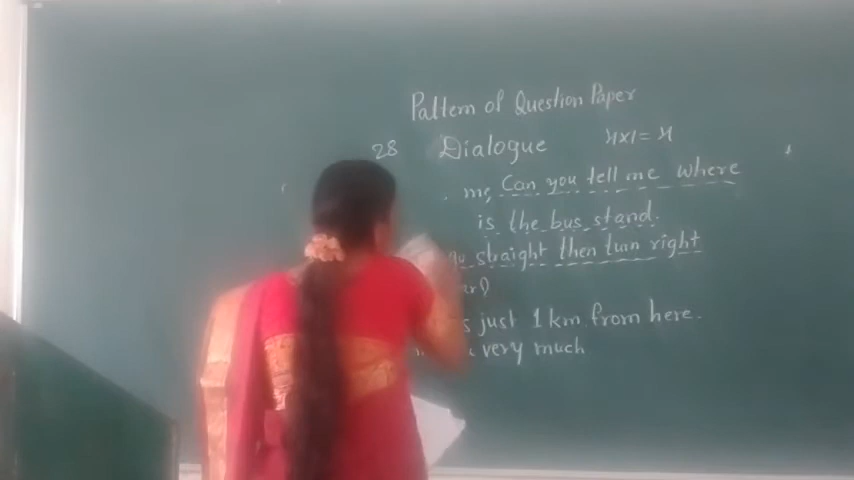 Pattern of Question Paper
28 Dialogue 4x1=4
me, Can you tell me where
is the bus stand.
straight then turn right
just 1 km from here.
very much